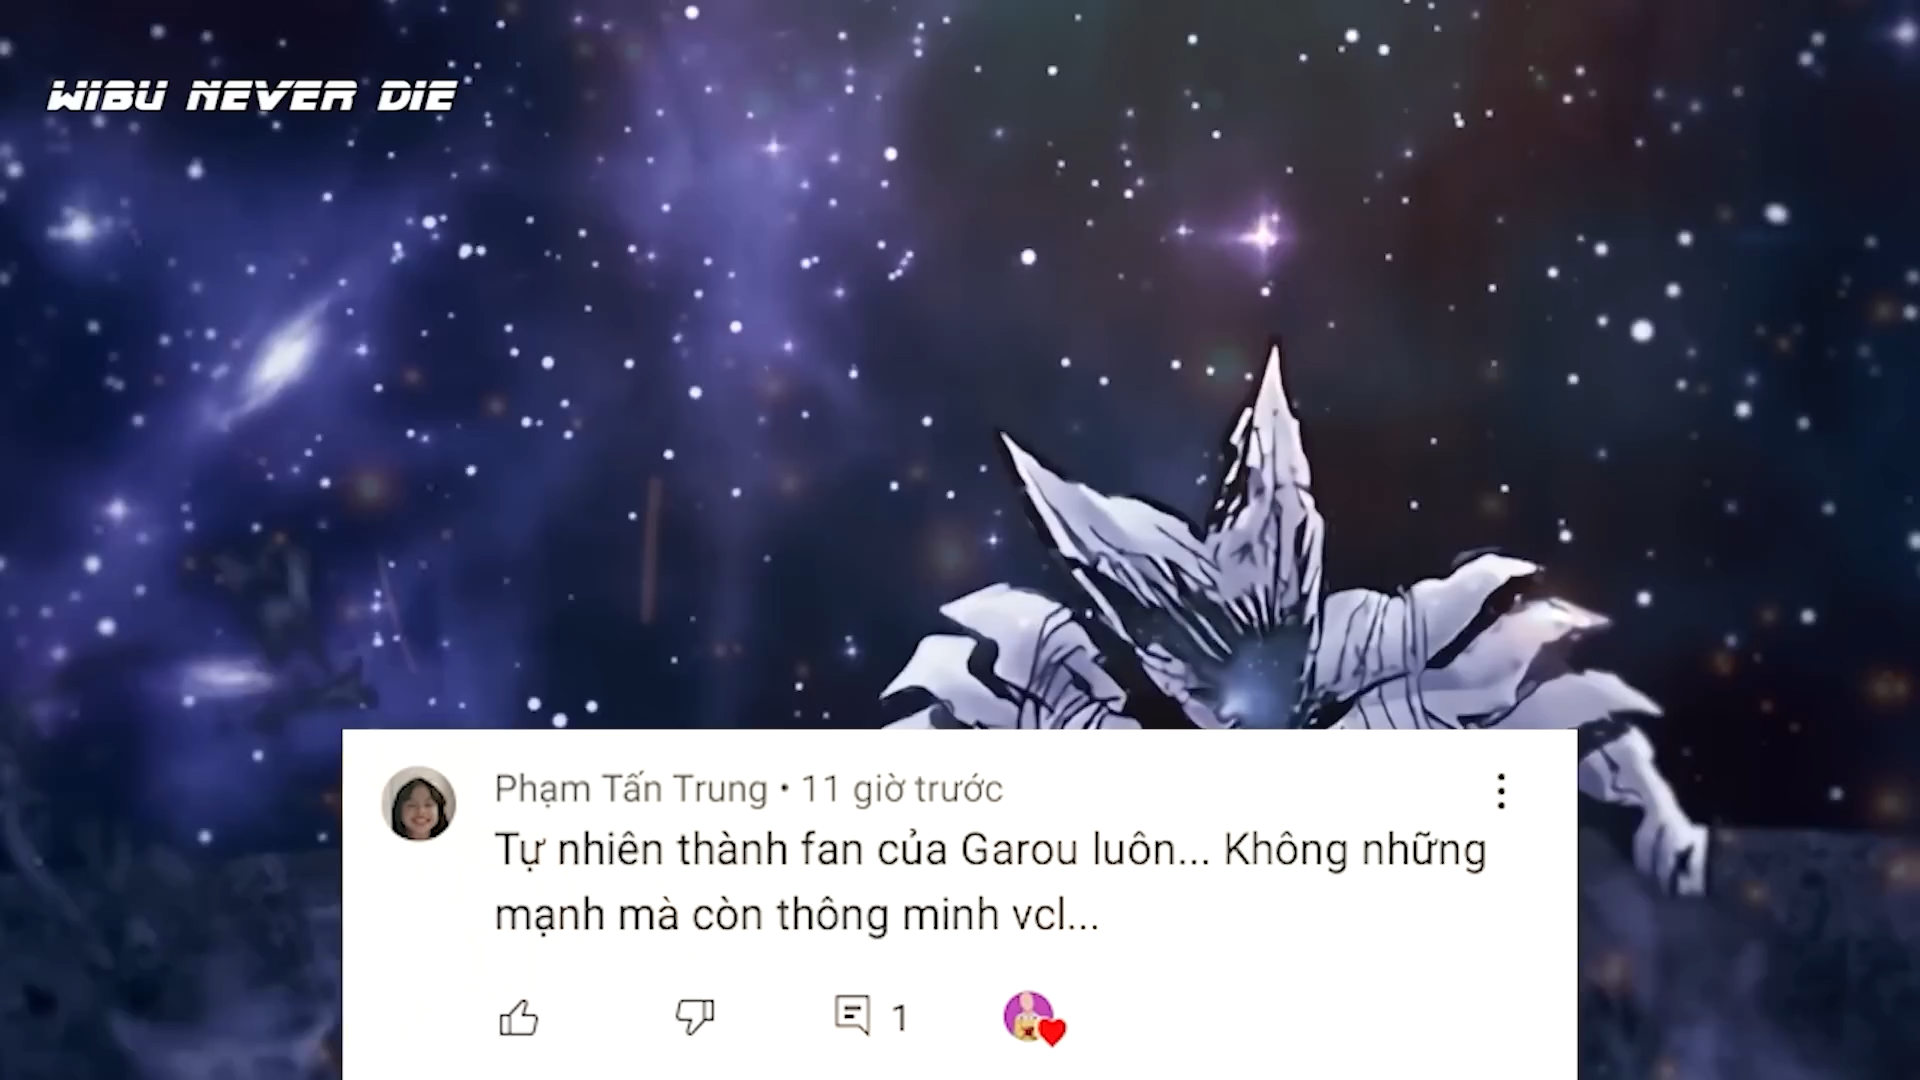 WIBU NEVER DIE
Phạm Tấn Trung • 11 giờ trước
Tự nhiên thành fan của Garou luôn... Không những
mạnh mà còn thông minh vcl...
1